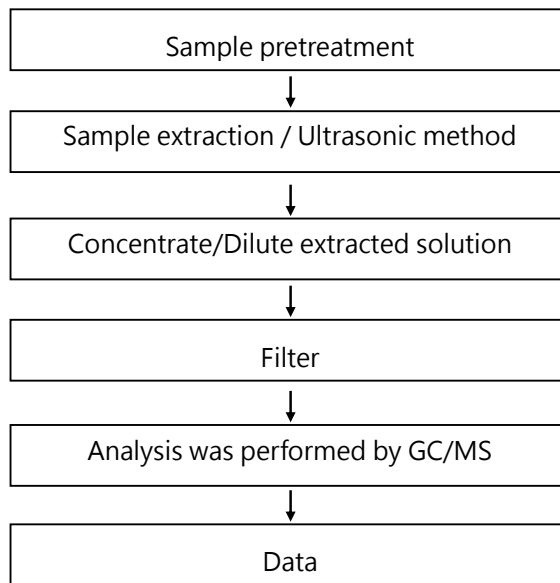 Sample pretreatment
Sample extraction / Ultrasonic method
Concentrate/Dilute extracted solution
Filter
Analysis was performed by GC/MS
Data